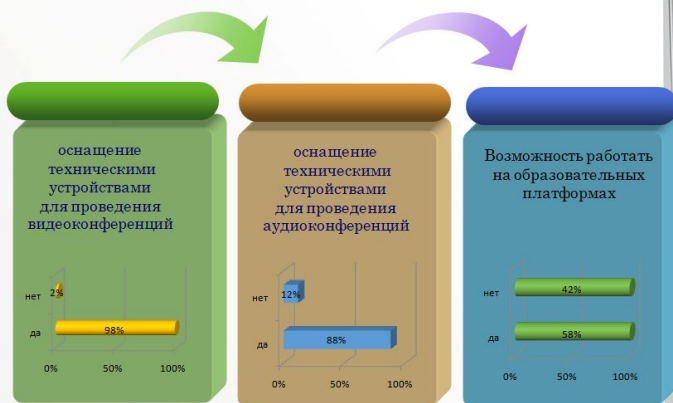 оснащение
техническими
устройствами
для проведения
видеоконференций
нет 2%
да 98%
0% 50% 100%
оснащение
техническими
устройствами
для проведения
аудиоконференций
нет 12%
да 88%
0% 50% 100%
Возможность работать
на образовательных
платформах
нет 42%
да 58%
0% 50% 100%